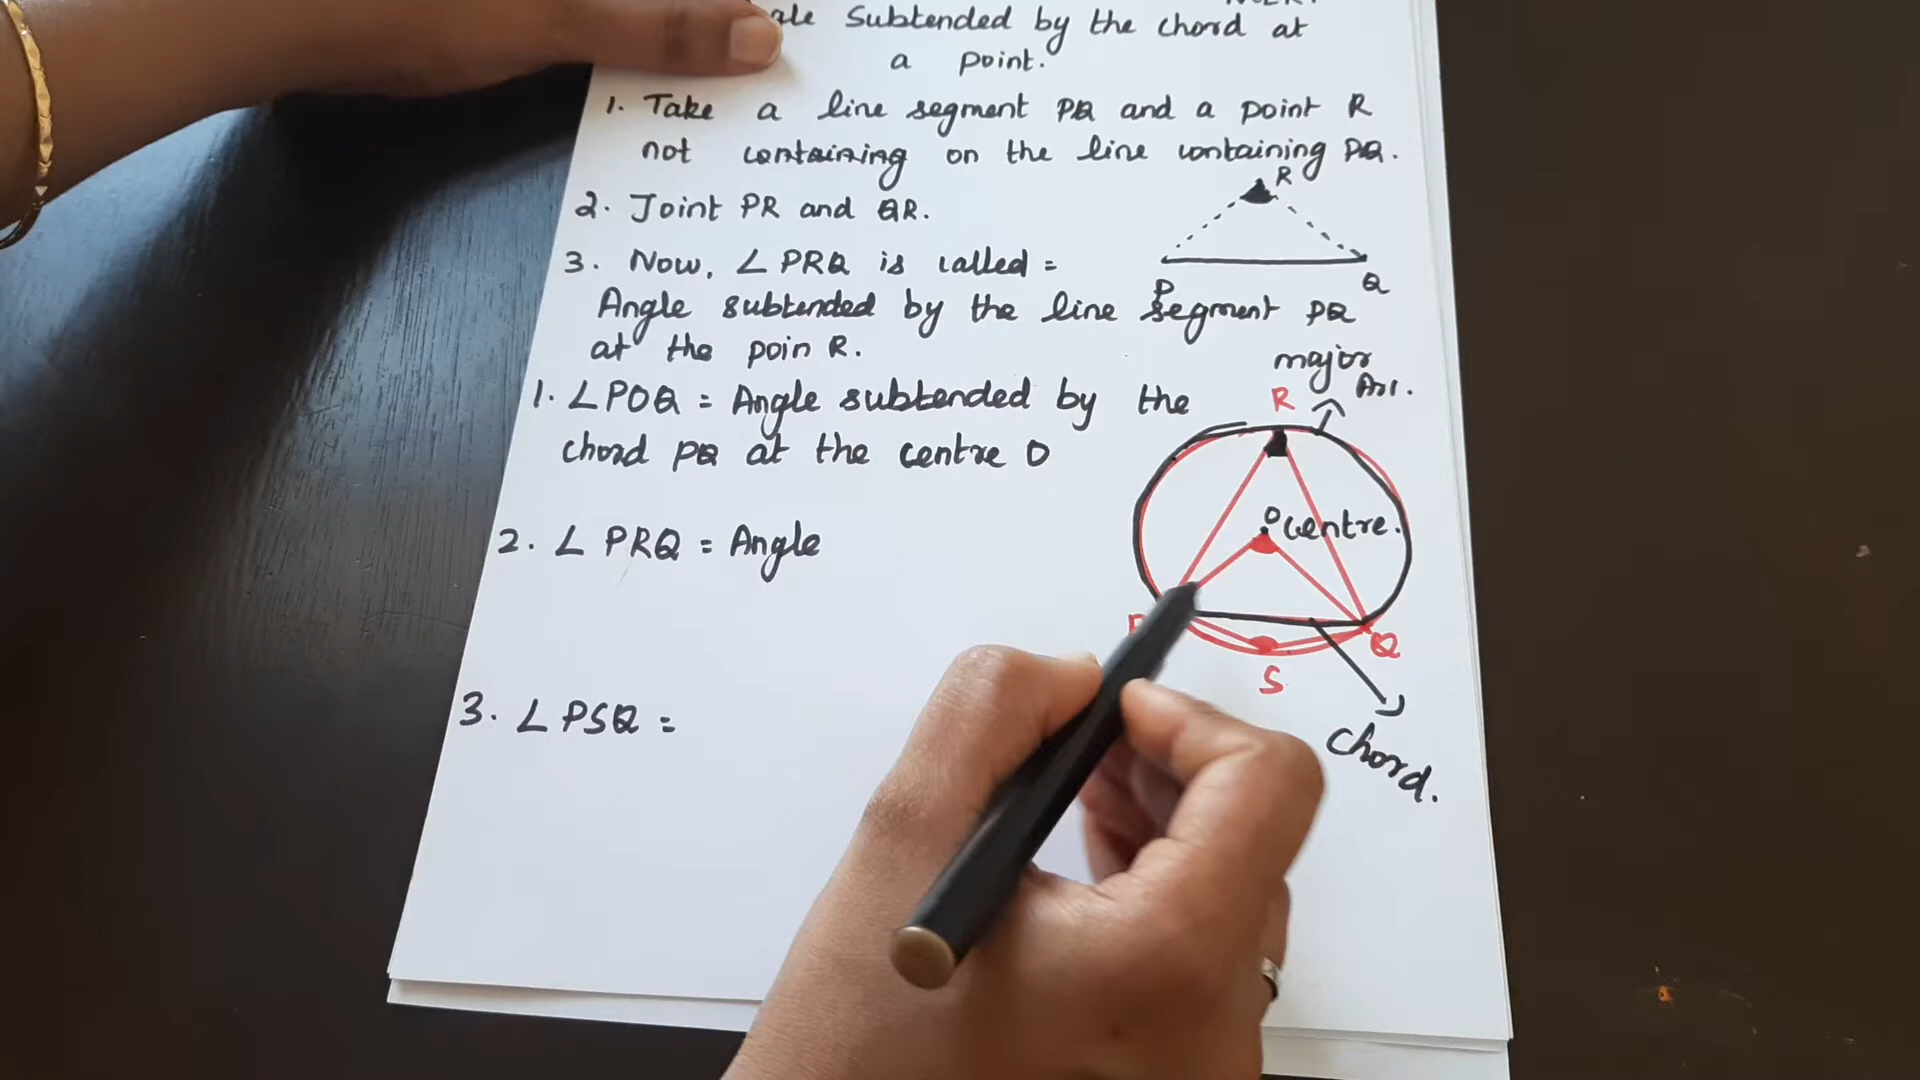 Subtended by the chord at
a point.
1. Take a line segment PQ and a point R
not containing on the line containing PQ.
R
2. Joint PR and QR.
3. Now, ∠PRQ is called =
P
Q
Angle subtended by the line segment PQ
at the poin R.
major
Arc.
R
1. ∠POQ = Angle subtended by the
chord PQ at the centre O
O centre.
2. ∠PRQ = Angle
Q
S
3. ∠PSQ =
chord.